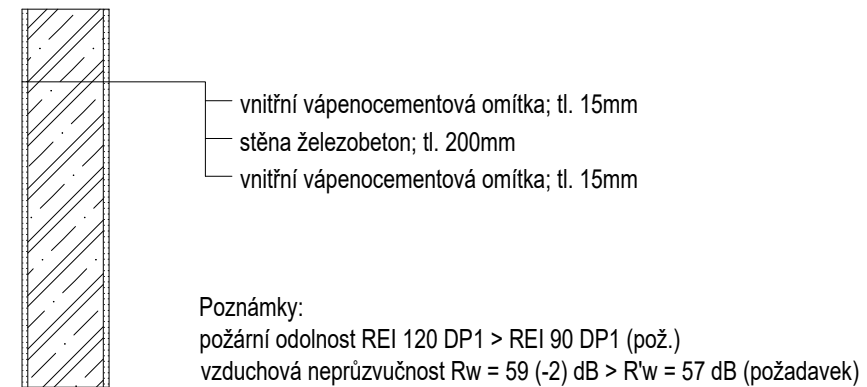 vnitřní vápenocementová omítka; tl. 15mm
stěna železobeton; tl. 200mm
vnitřní vápenocementová omítka; tl. 15mm
Poznámky:
požární odolnost REI 120 DP1 > REI 90 DP1 (pož.)
vzduchová neprůzvučnost Rw = 59 (-2) dB > R'w = 57 dB (požadavek)